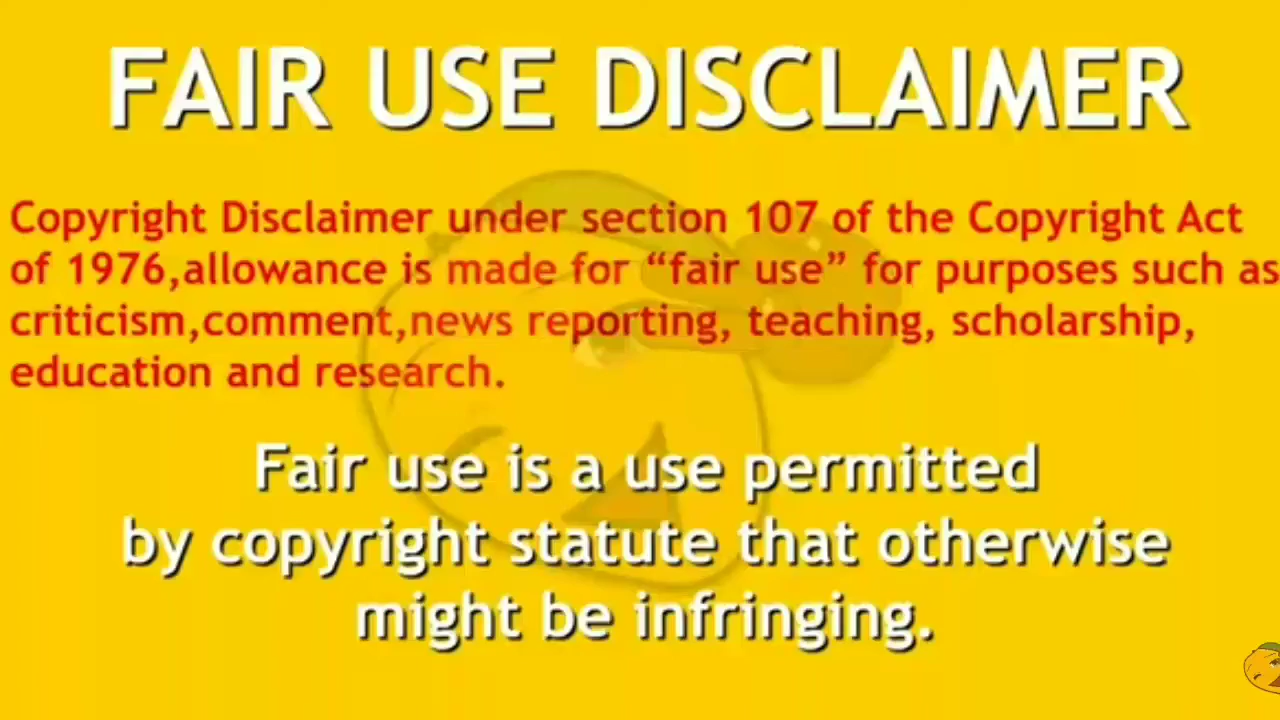 FAIR USE DISCLAIMER
Copyright Disclaimer under section 107 of the Copyright Act
of 1976,allowance is made for “fair use” for purposes such as
criticism,comment,news reporting, teaching, scholarship,
education and research.
Fair use is a use permitted
by copyright statute that otherwise
might be infringing.